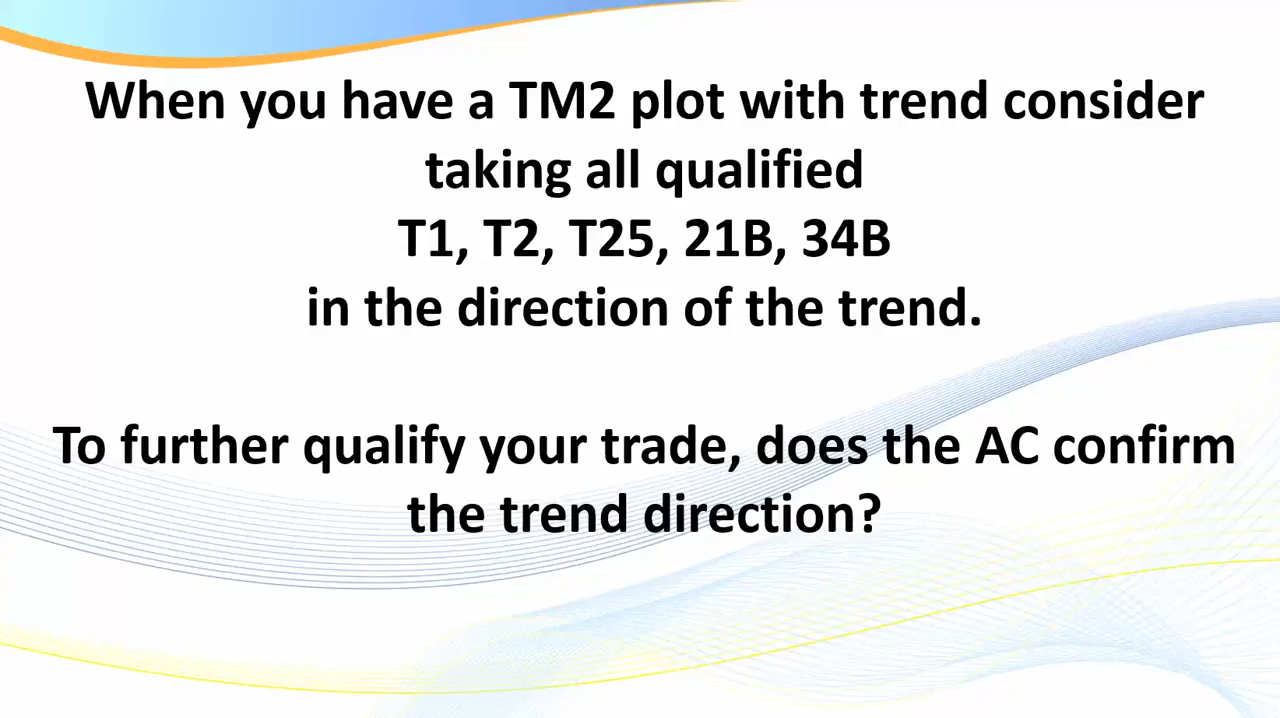 When you have a TM2 plot with trend consider
taking all qualified
T1, T2, T25, 21B, 34B
in the direction of the trend.
To further qualify your trade, does the AC confirm
the trend direction?